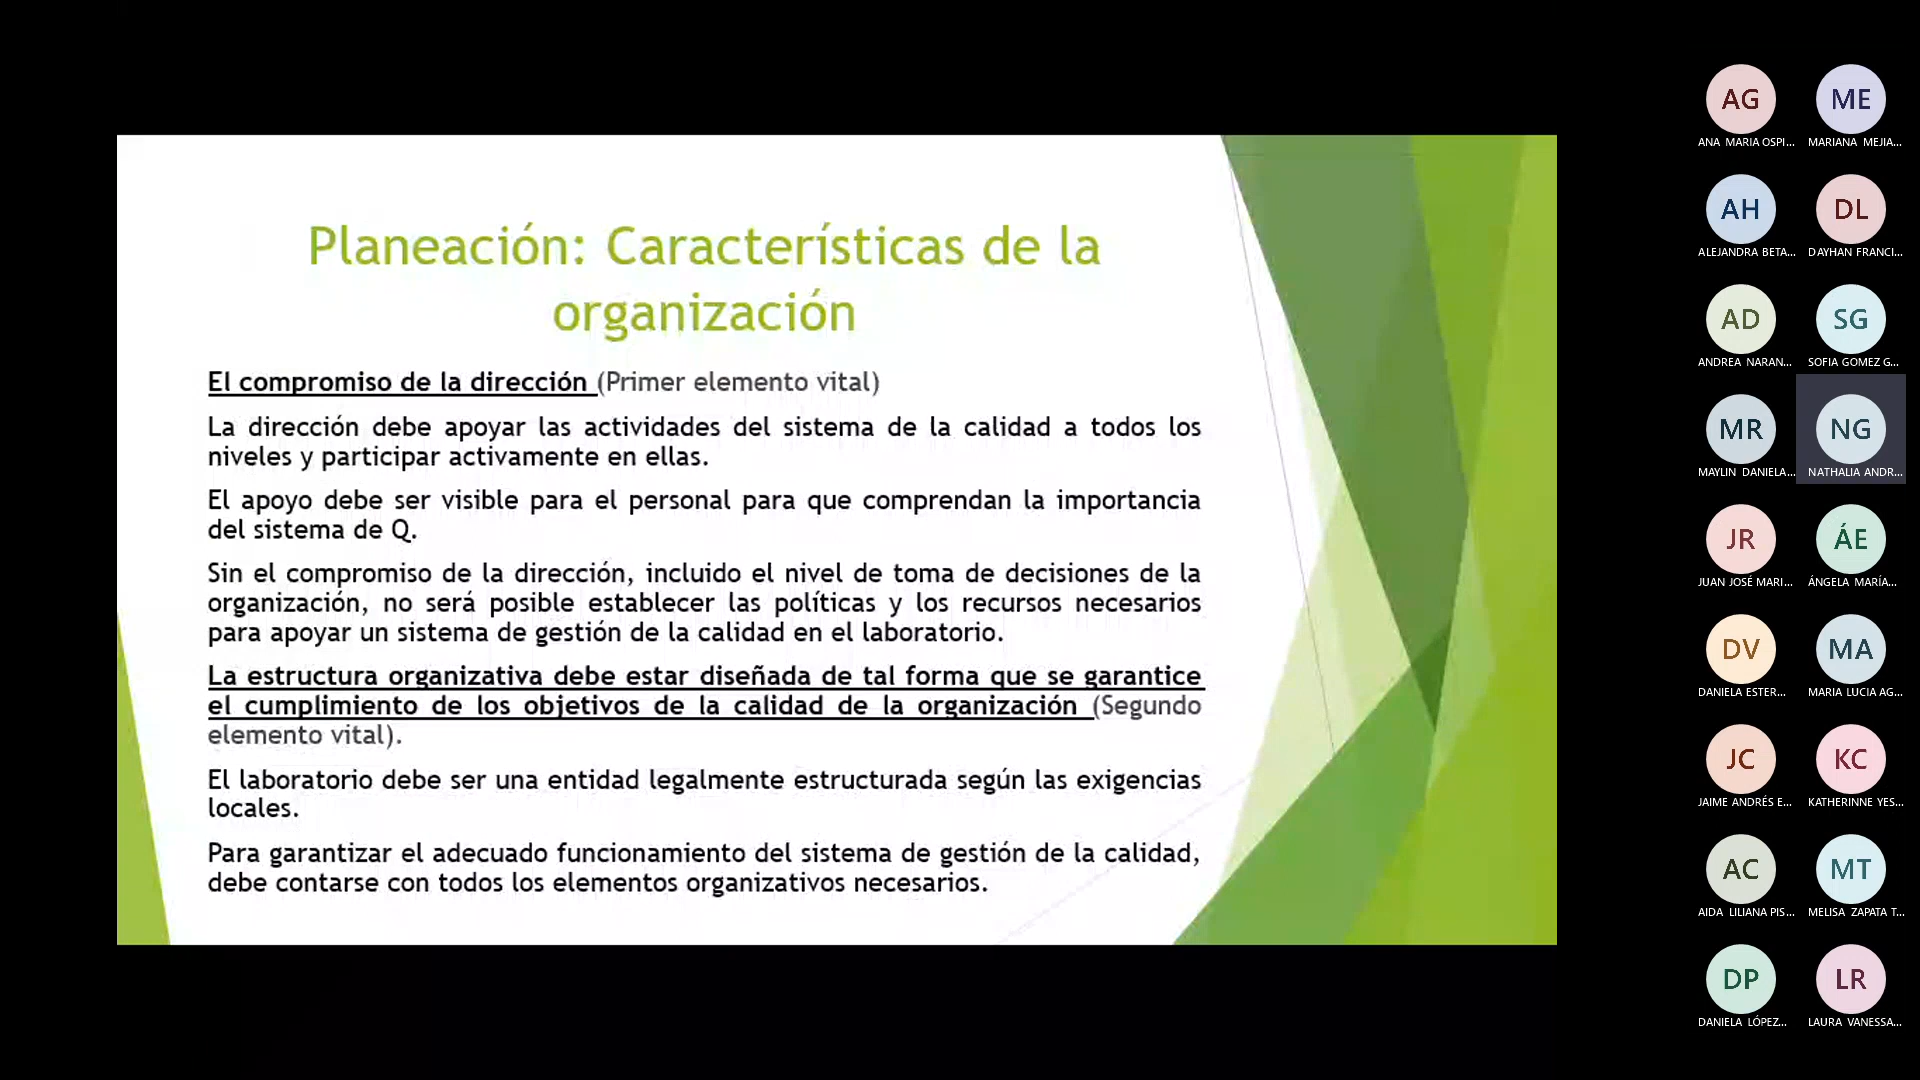 Planeación: Características de la
organización
El compromiso de la dirección (Primer elemento vital)
La dirección debe apoyar las actividades del sistema de la calidad a todos los
niveles y participar activamente en ellas.
El apoyo debe ser visible para el personal para que comprendan la importancia
del sistema de Q.
Sin el compromiso de la dirección, incluido el nivel de toma de decisiones de la
organización, no será posible establecer las políticas y los recursos necesarios
para apoyar un sistema de gestión de la calidad en el laboratorio.
La estructura organizativa debe estar diseñada de tal forma que se garantice
el cumplimiento de los objetivos de la calidad de la organización (Segundo
elemento vital).
El laboratorio debe ser una entidad legalmente estructurada según las exigencias
locales.
Para garantizar el adecuado funcionamiento del sistema de gestión de la calidad,
debe contarse con todos los elementos organizativos necesarios.
AG ME
ANA MARIA OSPI... MARIANA MEJIA...
AH DL
ALEJANDRA BETA... DAYHAN FRANCI...
AD SG
ANDREA NARAN... SOFIA GOMEZ G...
MR NG
MAYLIN DANIELA... NATHALIA ANDR...
JR ÁE
JUAN JOSÉ MARI... ÁNGELA MARÍA...
DV MA
DANIELA ESTER... MARIA LUCIA AG...
JC KC
JAIME ANDRÉS E... KATHERINNE YES...
AC MT
AIDA LILIANA PIS... MELISA ZAPATA T...
DP LR
DANIELA LÓPEZ... LAURA VANESSA...